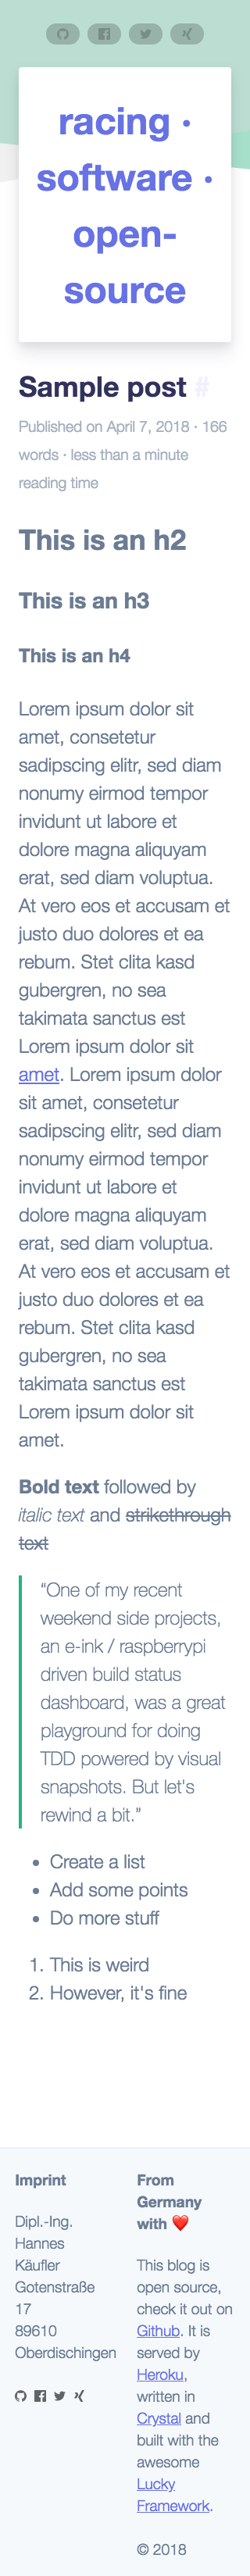 racing ·
software ·
open-
source
Sample post #
Published on April 7, 2018 · 166
words · less than a minute
reading time
This is an h2
This is an h3
This is an h4
Lorem ipsum dolor sit
amet, consetetur
sadipscing elitr, sed diam
nonumy eirmod tempor
invidunt ut labore et
dolore magna aliquyam
erat, sed diam voluptua.
At vero eos et accusam et
justo duo dolores et ea
rebum. Stet clita kasd
gubergren, no sea
takimata sanctus est
Lorem ipsum dolor sit
amet. Lorem ipsum dolor
sit amet, consetetur
sadipscing elitr, sed diam
nonumy eirmod tempor
invidunt ut labore et
dolore magna aliquyam
erat, sed diam voluptua.
At vero eos et accusam et
justo duo dolores et ea
rebum. Stet clita kasd
gubergren, no sea
takimata sanctus est
Lorem ipsum dolor sit
amet.
Bold text followed by
italic text and strikethrough
text
“One of my recent
weekend side projects,
an e-ink / raspberrypi
driven build status
dashboard, was a great
playground for doing
TDD powered by visual
snapshots. But let's
rewind a bit.”
• Create a list
• Add some points
• Do more stuff
1. This is weird
2. However, it's fine
Imprint
Dipl.-Ing.
Hannes
Käufler
Gotenstraße
17
89610
Oberdischingen
From
Germany
with ❤️
This blog is
open source,
check it out on
Github. It is
served by
Heroku,
written in
Crystal and
built with the
awesome
Lucky
Framework.
© 2018